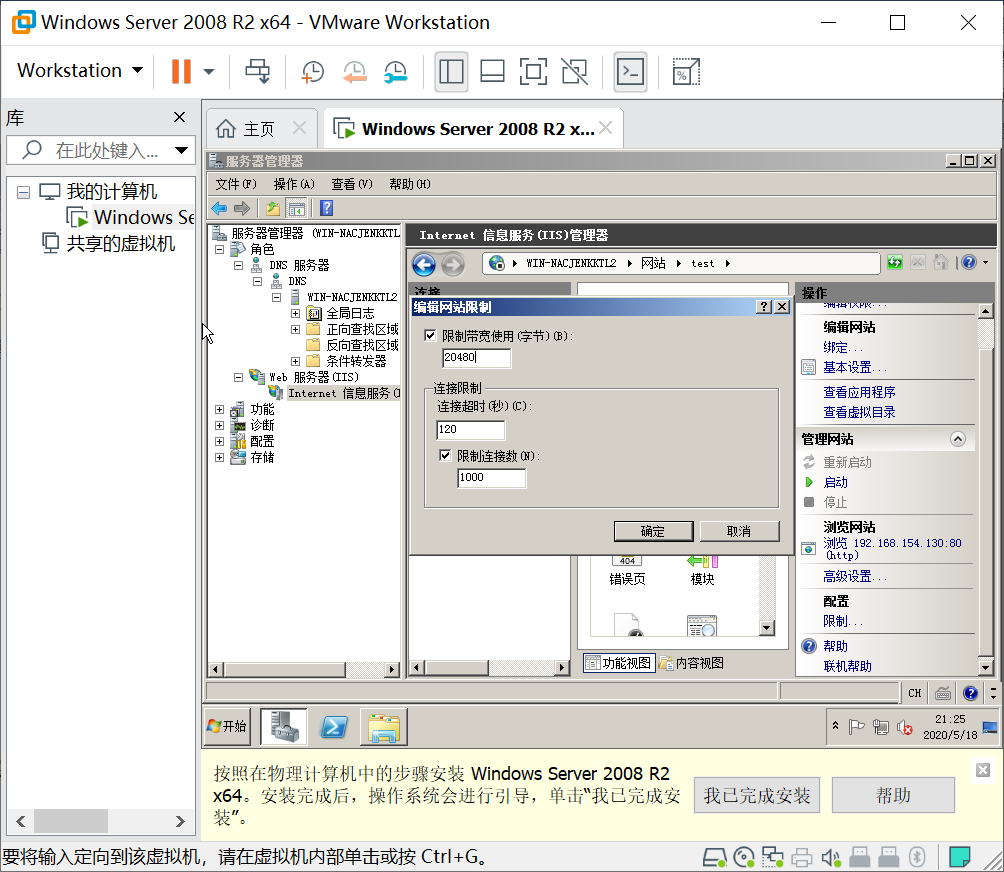 Windows Server 2008 R2 x64 - VMware Workstation
Workstation
库
在此处键入...
我的计算机
Windows Se
共享的虚拟机
主页
Windows Server 2008 R2 x...
服务器管理器
文件(F) 操作(A) 查看(V) 帮助(H)
服务器管理器 (WIN-NACJENKKTL
角色
DNS 服务器
DNS
WIN-NACJENKKTL2
全局日志
正向查找区域
反向查找区域
条件转发器
Web 服务器(IIS)
Internet 信息服务(I
功能
诊断
配置
存储
Internet 信息服务(IIS)管理器
WIN-NACJENKKTL2 网站 test
连接
编辑网站限制
限制带宽使用(字节)(B):
20480
连接限制
连接超时(秒)(C):
120
限制连接数(N):
1000
确定 取消
404
错误页 模块
功能视图 内容视图
操作
编辑权限...
编辑网站
绑定...
基本设置...
查看应用程序
查看虚拟目录
管理网站
重新启动
启动
停止
浏览网站
浏览 192.168.154.130:80
(http)
高级设置...
配置
限制...
帮助
联机帮助
CH
开始
21:25
2020/5/18
按照在物理计算机中的步骤安装 Windows Server 2008 R2
x64。安装完成后，操作系统会进行引导，单击“我已完成安
装”。
我已完成安装
帮助
要将输入定向到该虚拟机，请在虚拟机内部单击或按 Ctrl+G。